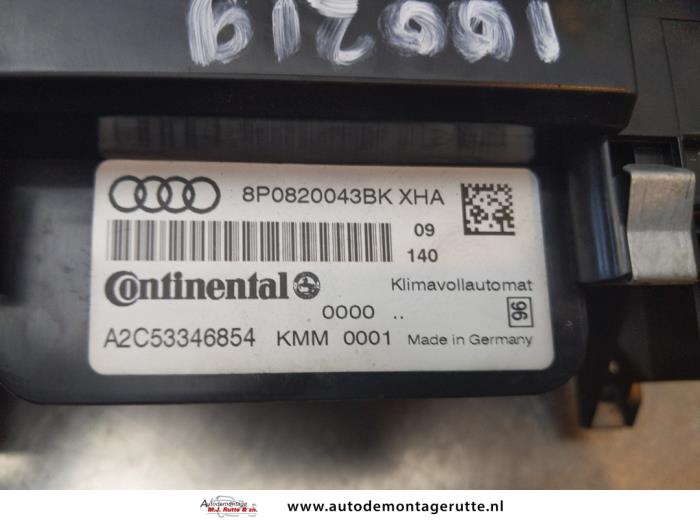 100219
8P0820043BK XHA
09
140
Continental
Klimavollautomat
0000 ..
96
A2C53346854 KMM 0001 Made in Germany
Autodemontage
M.J. Rutte & zn.
www.autodemontagerutte.nl